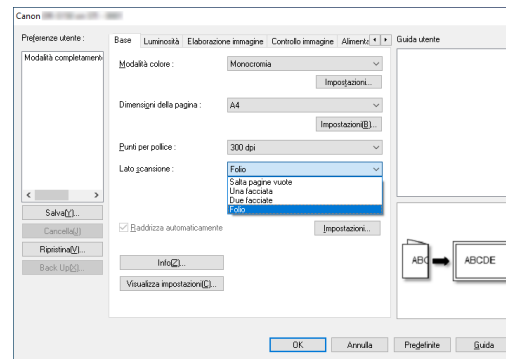 Canon
Preferenze utente :
Modalità completament
Salva(Y)...
Cancella(J)
Ripristina(V)...
Back Up(X)...
Base Luminosità Elaborazione immagine Controllo immagine Alimenta
Modalità colore : Monocromia
Impostazioni...
Dimensioni della pagina : A4
Impostazioni(B)...
Punti per pollice : 300 dpi
Lato scansione : Folio
Salta pagine vuote
Una facciata
Due facciate
Folio
Raddrizza automaticamente Impostazioni...
Info(Z)...
Visualizza impostazioni(C)...
Guida utente
ABC ABCDE
OK Annulla Predefinite Guida